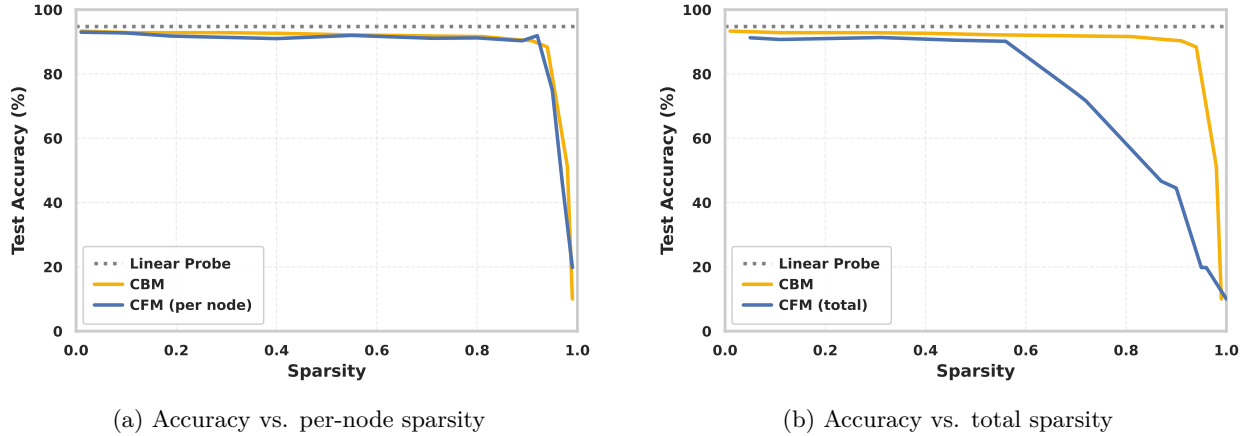 100
80
60
40
20
0
Test Accuracy (%)
Linear Probe
CBM
CFM (per node)
0.0 0.2 0.4 0.6 0.8 1.0
Sparsity
(a) Accuracy vs. per-node sparsity
100
80
60
40
20
0
Test Accuracy (%)
Linear Probe
CBM
CFM (total)
0.0 0.2 0.4 0.6 0.8 1.0
Sparsity
(b) Accuracy vs. total sparsity